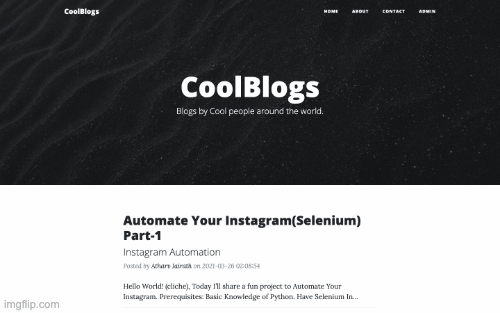 CoolBlogs
HOME ABOUT CONTACT ADMIN
CoolBlogs
Blogs by Cool people around the world.
Automate Your Instagram(Selenium)
Part-1
Instagram Automation
Posted by Atharv Jairath on 2021-03-26 02:08:54
Hello World! (cliche), Today I'll share a fun project to Automate Your
Instagram. Prerequisites: Basic Knowledge of Python. Have Selenium In...
imgflip.com